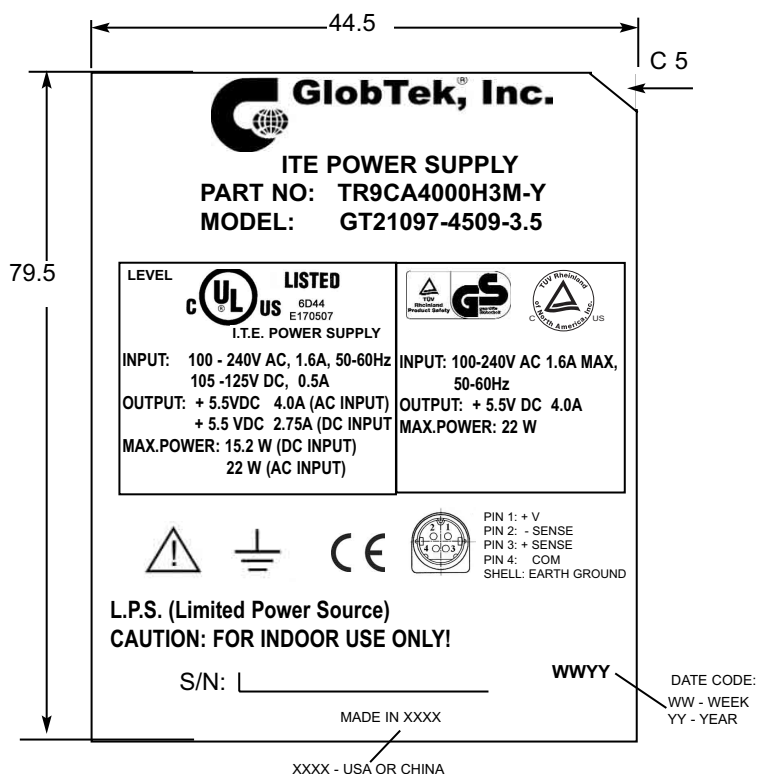 44.5
C 5
79.5
GlobTek,® Inc.
ITE POWER SUPPLY
PART NO: TR9CA4000H3M-Y
MODEL: GT21097-4509-3.5
LEVEL
C UL ® US
LISTED
6D44
E170507
I.T.E. POWER SUPPLY
INPUT: 100 - 240V AC, 1.6A, 50-60Hz
105 -125V DC, 0.5A
OUTPUT: + 5.5VDC 4.0A (AC INPUT)
+ 5.5 VDC 2.75A (DC INPUT
MAX.POWER: 15.2 W (DC INPUT)
22 W (AC INPUT)
TÜV
Rheinland
Product Safety
GS
geprüfte
Sicherheit
TÜV Rheinland
of North America, Inc.
C US
INPUT: 100-240V AC 1.6A MAX,
50-60Hz
OUTPUT: + 5.5V DC 4.0A
MAX.POWER: 22 W
CE
2 1
4 3
PIN 1: + V
PIN 2: - SENSE
PIN 3: + SENSE
PIN 4: COM
SHELL: EARTH GROUND
L.P.S. (Limited Power Source)
CAUTION: FOR INDOOR USE ONLY!
S/N:
WWYY
DATE CODE:
WW - WEEK
YY - YEAR
MADE IN XXXX
XXXX - USA OR CHINA